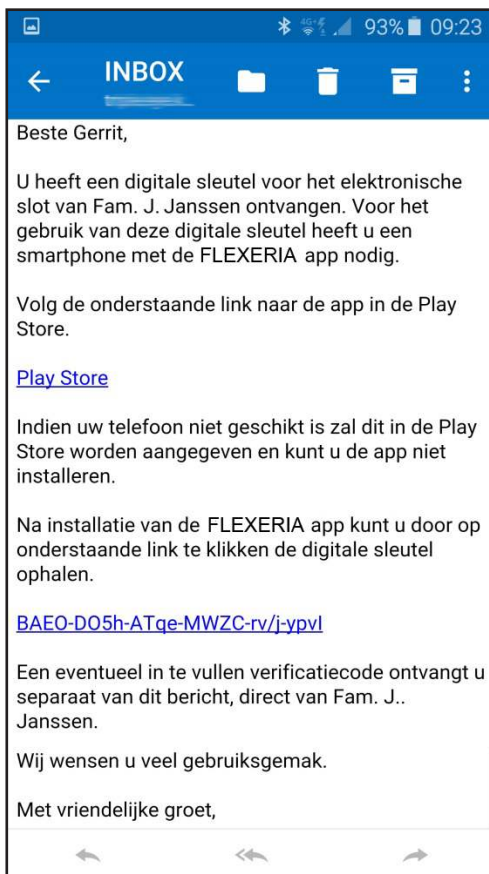 93% 09:23
INBOX
Beste Gerrit,
U heeft een digitale sleutel voor het elektronische
slot van Fam. J. Janssen ontvangen. Voor het
gebruik van deze digitale sleutel heeft u een
smartphone met de FLEXERIA app nodig.
Volg de onderstaande link naar de app in de Play
Store.
Play Store
Indien uw telefoon niet geschikt is zal dit in de Play
Store worden aangegeven en kunt u de app niet
installeren.
Na installatie van de FLEXERIA app kunt u door op
onderstaande link te klikken de digitale sleutel
ophalen.
BAEO-DO5h-ATqe-MWZC-rv/j-ypvI
Een eventueel in te vullen verificatiecode ontvangt u
separaat van dit bericht, direct van Fam. J..
Janssen.
Wij wensen u veel gebruiksgemak.
Met vriendelijke groet,